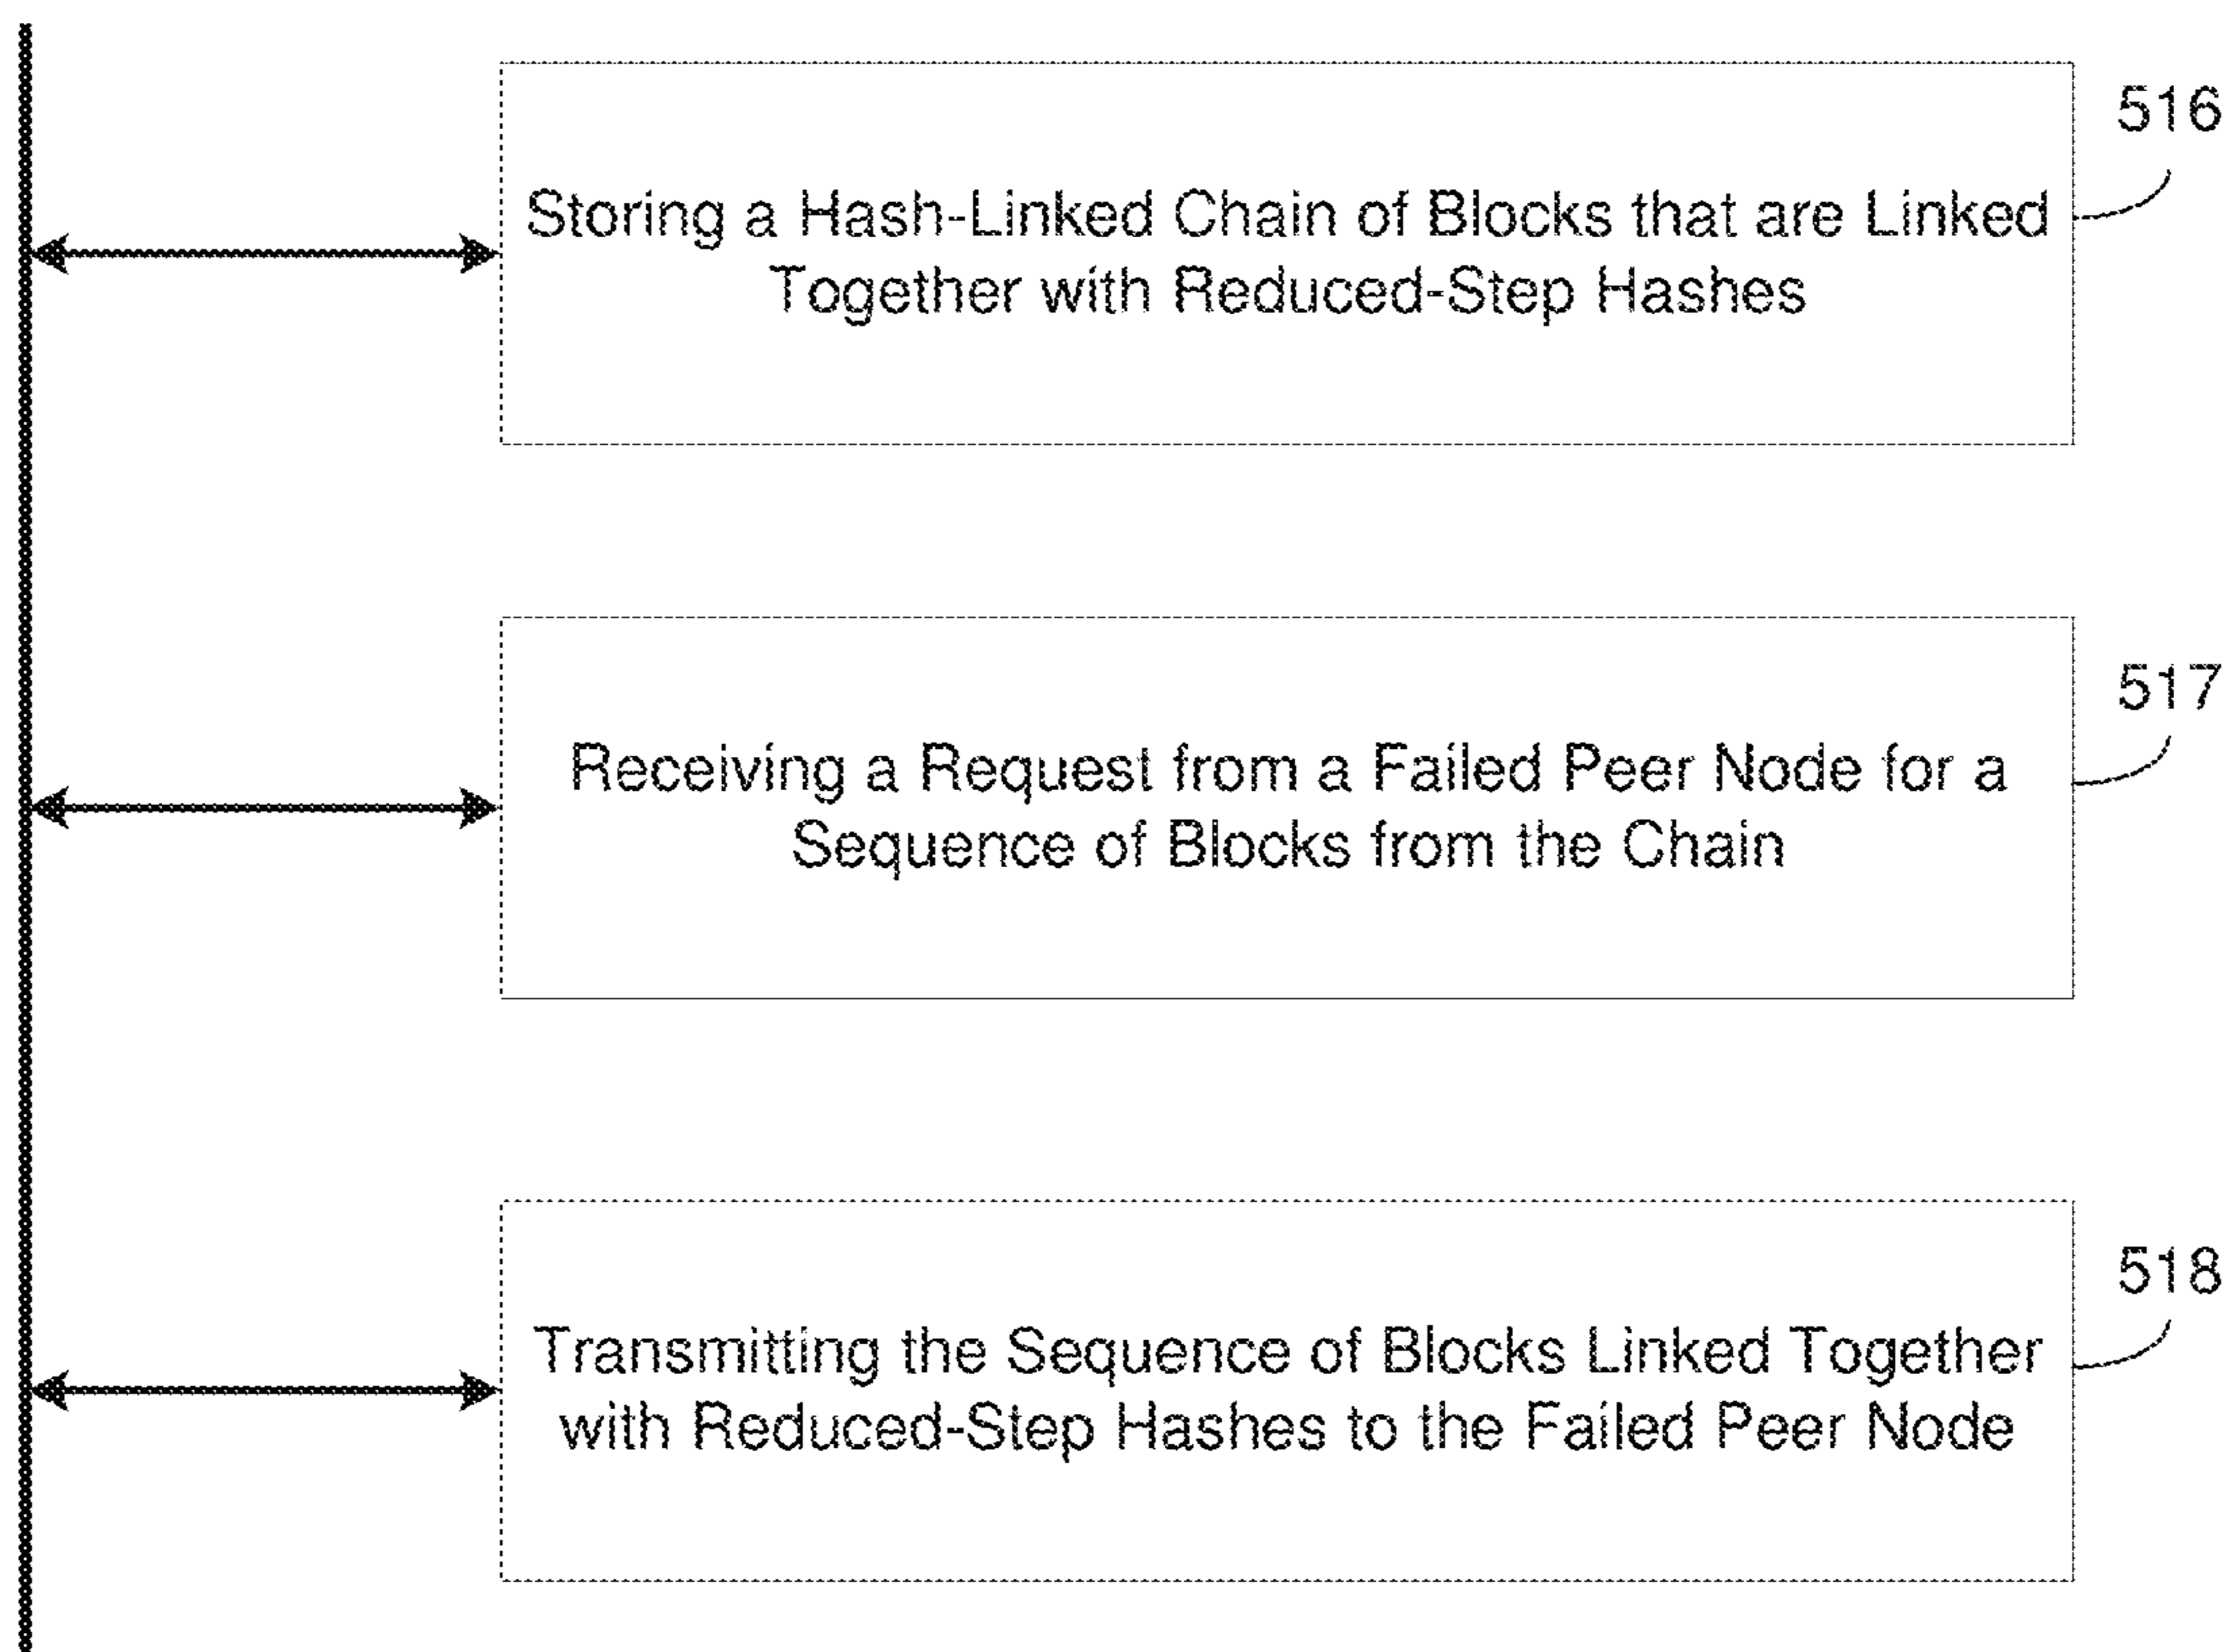 516
Storing a Hash-Linked Chain of Blocks that are Linked
Together with Reduced-Step Hashes
517
Receiving a Request from a Failed Peer Node for a
Sequence of Blocks from the Chain
518
Transmitting the Sequence of Blocks Linked Together
with Reduced-Step Hashes to the Failed Peer Node